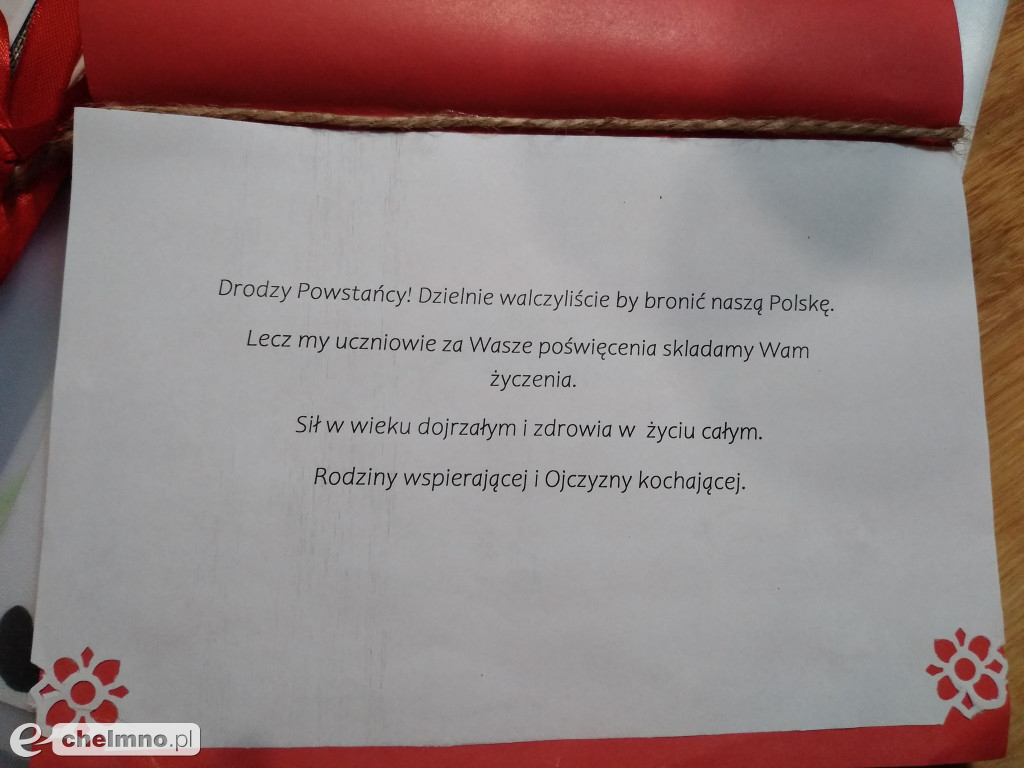 Drodzy Powstańcy! Dzielnie walczyliście by bronić naszą Polskę.
Lecz my uczniowie za Wasze poświęcenia skladamy Wam
życzenia.
Sił w wieku dojrzałym i zdrowia w życiu całym.
Rodziny wspierającej i Ojczyzny kochającej.
e-chelmno.pl